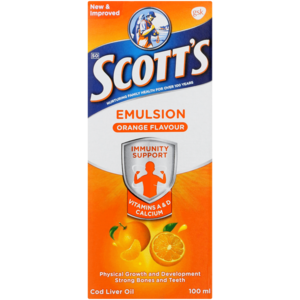 New &
Improved
GSK
SCOTT'S
NURTURING FAMILY HEALTH FOR OVER 100 YEARS
EMULSION
ORANGE FLAVOUR
IMMUNITY
SUPPORT
VITAMINS A & D
CALCIUM
Physical Growth and Development
Strong Bones and Teeth
Cod Liver Oil
100 ml